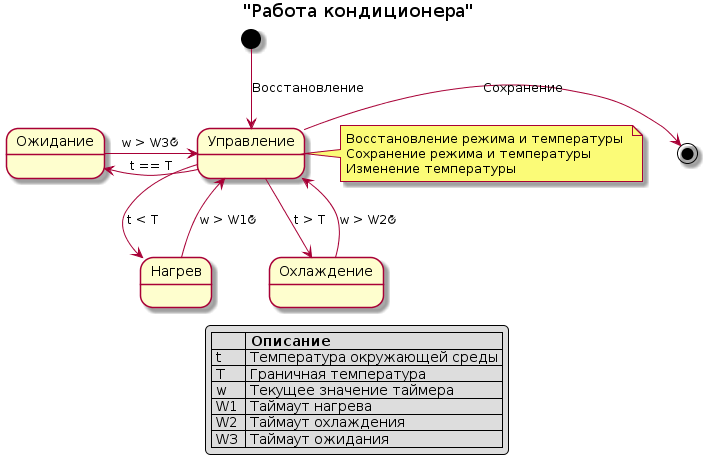 "Работа кондиционера"
Восстановление
Сохранение
Ожидание
w > W3⥀
Управление
t == T
Восстановление режима и температуры
Сохранение режима и температуры
Изменение температуры
t < T
w > W1⥀
t > T
w > W2⥀
Нагрев
Охлаждение
Описание
t Температура окружающей среды
T Граничная температура
w Текущее значение таймера
W1 Таймаут нагрева
W2 Таймаут охлаждения
W3 Таймаут ожидания